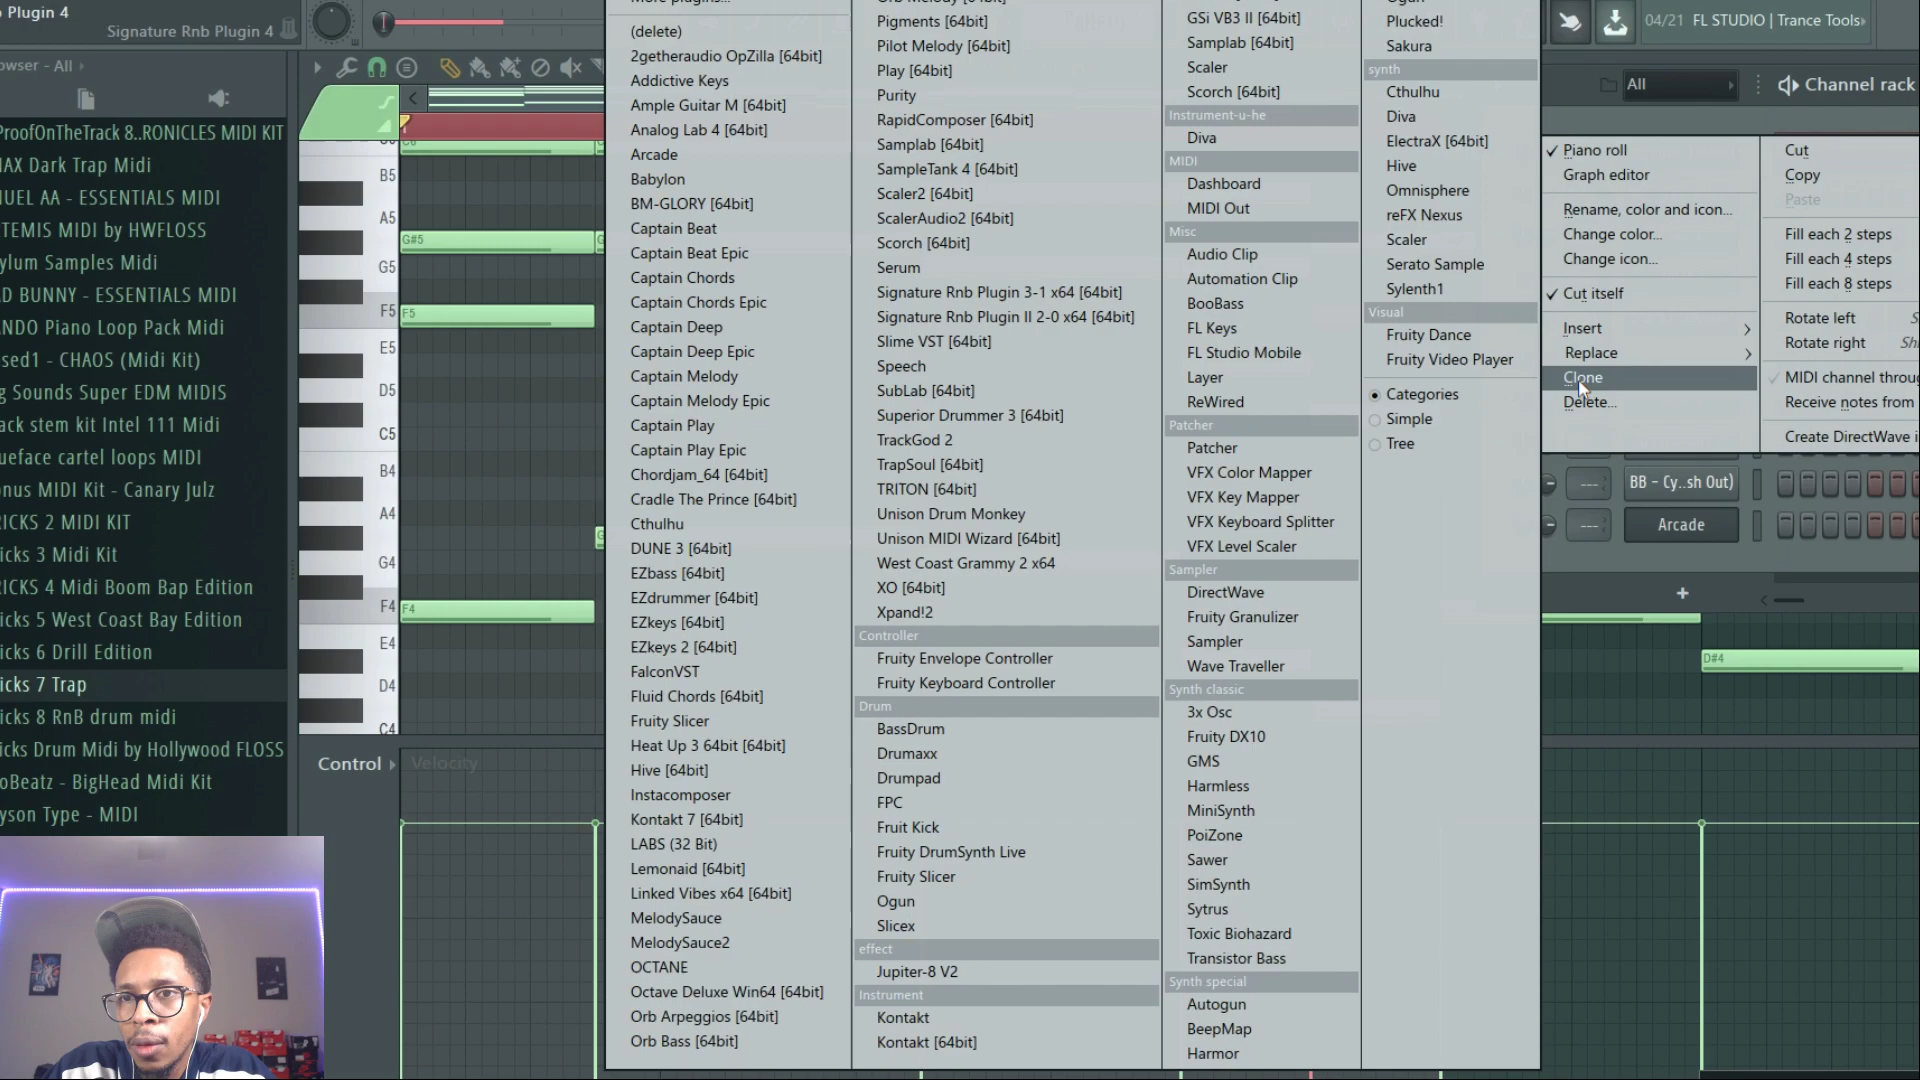 Plugin 4
Signature Rnb Plugin 4
wser - All
ProofOnTheTrack 8..RONICLES MIDI KIT
IAX Dark Trap Midi
UEL AA - ESSENTIALS MIDI
TEMIS MIDI by HWFLOSS
ylum Samples Midi
D BUNNY - ESSENTIALS MIDI
NDO Piano Loop Pack Midi
sed1 - CHAOS (Midi Kit)
g Sounds Super EDM MIDIS
ack stem kit Intel 111 Midi
ueface cartel loops MIDI
nus MIDI Kit - Canary Julz
ICKS 2 MIDI KIT
icks 3 Midi Kit
ICKS 4 Midi Boom Bap Edition
icks 5 West Coast Bay Edition
icks 6 Drill Edition
icks 7 Trap
icks 8 RnB drum midi
icks Drum Midi by Hollywood FLOSS
oBeatz - BigHead Midi Kit
yson Type - MIDI
B5
A5
G5
F5
E5
D5
C5
B4
A4
G4
F4
E4
D4
C4
C6
G#5
F5
F4
Control
Velocity
(delete)
2getheraudio OpZilla [64bit]
Addictive Keys
Ample Guitar M [64bit]
Analog Lab 4 [64bit]
Arcade
Babylon
BM-GLORY [64bit]
Captain Beat
Captain Beat Epic
Captain Chords
Captain Chords Epic
Captain Deep
Captain Deep Epic
Captain Melody
Captain Melody Epic
Captain Play
Captain Play Epic
Chordjam_64 [64bit]
Cradle The Prince [64bit]
Cthulhu
DUNE 3 [64bit]
EZbass [64bit]
EZdrummer [64bit]
EZkeys [64bit]
EZkeys 2 [64bit]
FalconVST
Fluid Chords [64bit]
Fruity Slicer
Heat Up 3 64bit [64bit]
Hive [64bit]
Instacomposer
Kontakt 7 [64bit]
LABS (32 Bit)
Lemonaid [64bit]
Linked Vibes x64 [64bit]
MelodySauce
MelodySauce2
OCTANE
Octave Deluxe Win64 [64bit]
Orb Arpeggios [64bit]
Orb Bass [64bit]
Pigments [64bit]
Pilot Melody [64bit]
Play [64bit]
Purity
RapidComposer [64bit]
Samplab [64bit]
SampleTank 4 [64bit]
Scaler2 [64bit]
ScalerAudio2 [64bit]
Scorch [64bit]
Serum
Signature Rnb Plugin 3-1 x64 [64bit]
Signature Rnb Plugin II 2-0 x64 [64bit]
Slime VST [64bit]
Speech
SubLab [64bit]
Superior Drummer 3 [64bit]
TrackGod 2
TrapSoul [64bit]
TRITON [64bit]
Unison Drum Monkey
Unison MIDI Wizard [64bit]
West Coast Grammy 2 x64
XO [64bit]
Xpand!2
Controller
Fruity Envelope Controller
Fruity Keyboard Controller
Drum
BassDrum
Drumaxx
Drumpad
FPC
Fruit Kick
Fruity DrumSynth Live
Fruity Slicer
Ogun
Slicex
effect
Jupiter-8 V2
Instrument
Kontakt
Kontakt [64bit]
GSi VB3 II [64bit]
Samplab [64bit]
Scaler
Scorch [64bit]
Instrument-u-he
Diva
MIDI
Dashboard
MIDI Out
Misc
Audio Clip
Automation Clip
BooBass
FL Keys
FL Studio Mobile
Layer
ReWired
Patcher
Patcher
VFX Color Mapper
VFX Key Mapper
VFX Keyboard Splitter
VFX Level Scaler
Sampler
DirectWave
Fruity Granulizer
Sampler
Wave Traveller
Synth classic
3x Osc
Fruity DX10
GMS
Harmless
MiniSynth
PoiZone
Sawer
SimSynth
Sytrus
Toxic Biohazard
Transistor Bass
Synth special
Autogun
BeepMap
Harmor
Ogun
Plucked!
Sakura
synth
Cthulhu
Diva
ElectraX [64bit]
Hive
Omnisphere
reFX Nexus
Scaler
Serato Sample
Sylenth1
Visual
Fruity Dance
Fruity Video Player
Categories
Simple
Tree
04/21 FL STUDIO | Trance Tools
All
Channel rack
Piano roll
Graph editor
Rename, color and icon...
Change color...
Change icon...
Cut itself
Insert
Replace
Clone
Delete...
Cut
Copy
Paste
Fill each 2 steps
Fill each 4 steps
Fill each 8 steps
Rotate left
Rotate right
MIDI channel throug
Receive notes from
Create DirectWave i
BB - Cy..sh Out)
Arcade
D#4